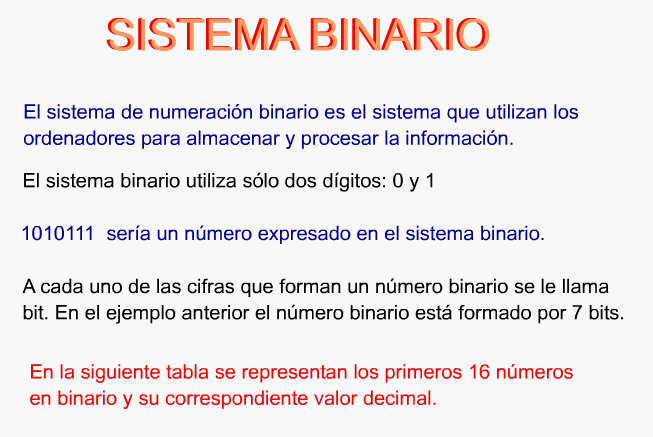 SISTEMA BINARIO
El sistema de numeración binario es el sistema que utilizan los
ordenadores para almacenar y procesar la información.
El sistema binario utiliza sólo dos dígitos: 0 y 1
1010111 sería un número expresado en el sistema binario.
A cada uno de las cifras que forman un número binario se le llama
bit. En el ejemplo anterior el número binario está formado por 7 bits.
En la siguiente tabla se representan los primeros 16 números
en binario y su correspondiente valor decimal.